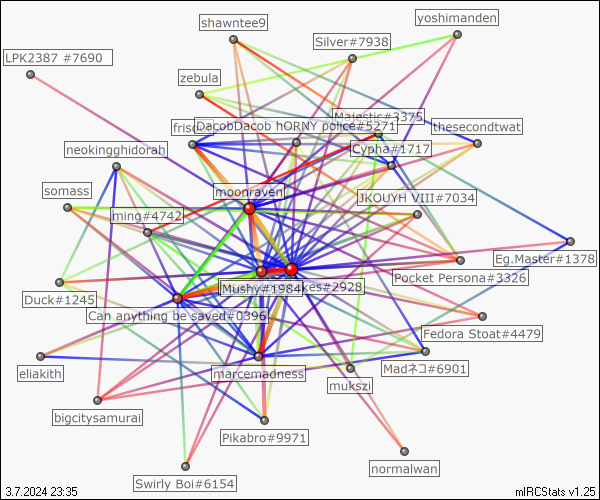 shawntee9
yoshimanden
Silver#7938
LPK2387 #7690
zebula
Majestic#3375
DacobDacob hORNY police#5271
thesecondtwat
neokingghidorah
Cypha#1717
moonraven
somass
JKOUYH VIII#7034
ming#4742
Eg.Master#1378
Pocket Persona#3326
Mushy#1984
Duck#1245
Can anything be saved#0396
Fedora Stoat#4479
eliakith
marcemadness
Madネコ#6901
mukszi
bigcitysamurai
Pikabro#9971
normalwan
Swirly Boi#6154
3.7.2024 23:35
mIRCStats v1.25